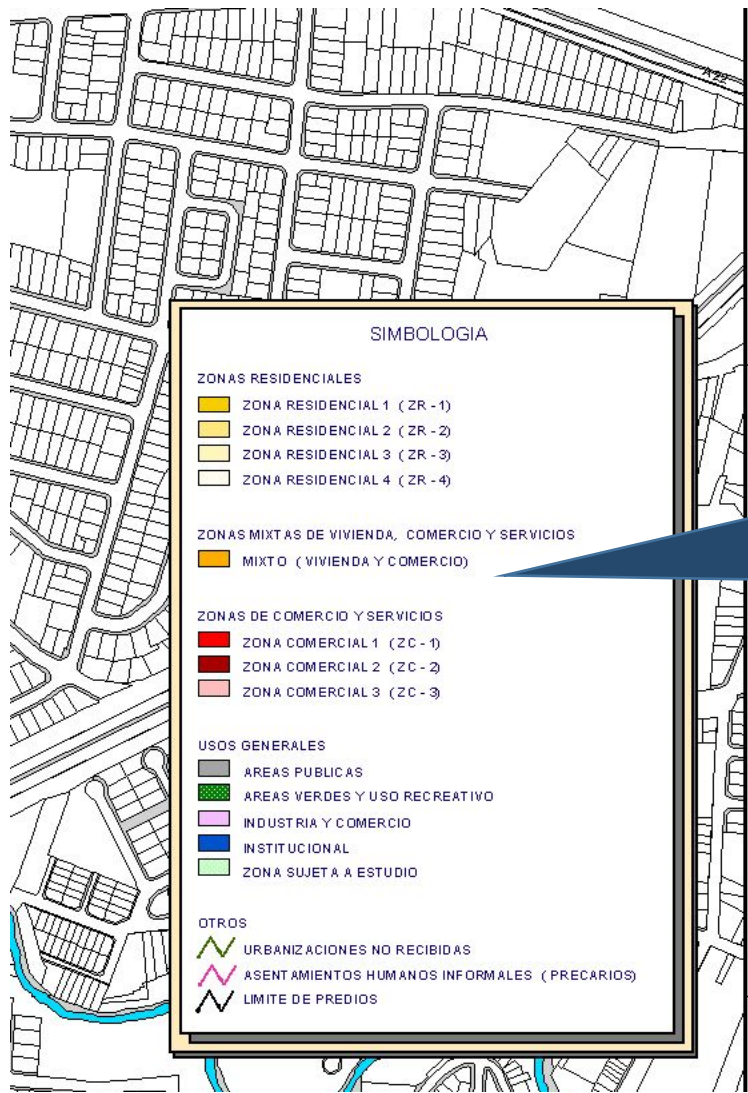 A 22
SIMBOLOGIA
ZONAS RESIDENCIALES
ZONA RESIDENCIAL 1 (ZR - 1)
ZONA RESIDENCIAL 2 (ZR - 2)
ZONA RESIDENCIAL 3 (ZR - 3)
ZONA RESIDENCIAL 4 (ZR - 4)
ZONAS MIXTAS DE VIVIENDA, COMERCIO Y SERVICIOS
MIXTO (VIVIENDA Y COMERCIO)
ZONAS DE COMERCIO Y SERVICIOS
ZONA COMERCIAL 1 (ZC - 1)
ZONA COMERCIAL 2 (ZC - 2)
ZONA COMERCIAL 3 (ZC - 3)
USOS GENERALES
AREAS PUBLICAS
AREAS VERDES Y USO RECREATIVO
INDUSTRIA Y COMERCIO
INSTITUCIONAL
ZONA SUJETA A ESTUDIO
OTROS
URBANIZACIONES NO RECIBIDAS
ASENTAMIENTOS HUMANOS INFORMALES (PRECARIOS)
LIMITE DE PREDIOS